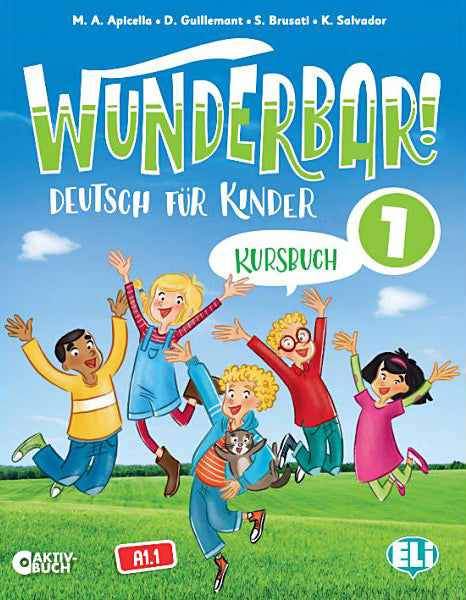 M. A. Apicella • D. Guillemant • S. Brusati • K. Salvador
WUNDERBAR!
DEUTSCH FÜR KINDER
1
KURSBUCH
AKTIV-
BUCH
A1.1
ELi